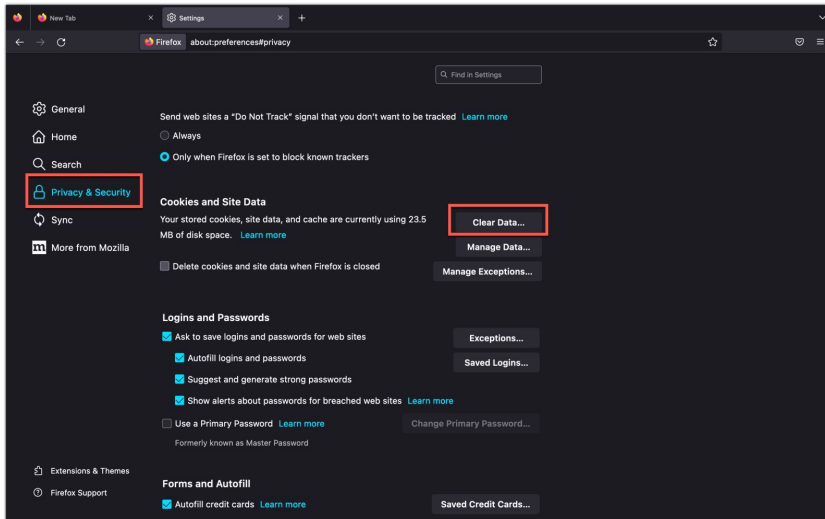 New Tab
Settings
Firefox about:preferences#privacy
Find in Settings
General
Home
Search
Privacy & Security
Sync
More from Mozilla
Extensions & Themes
Firefox Support
Send web sites a “Do Not Track” signal that you don’t want to be tracked Learn more
Always
Only when Firefox is set to block known trackers
Cookies and Site Data
Your stored cookies, site data, and cache are currently using 23.5
MB of disk space. Learn more
Clear Data...
Manage Data...
Delete cookies and site data when Firefox is closed
Manage Exceptions...
Logins and Passwords
Ask to save logins and passwords for web sites
Exceptions...
Autofill logins and passwords
Saved Logins...
Suggest and generate strong passwords
Show alerts about passwords for breached web sites Learn more
Use a Primary Password Learn more
Change Primary Password...
Formerly known as Master Password
Forms and Autofill
Autofill credit cards Learn more
Saved Credit Cards...